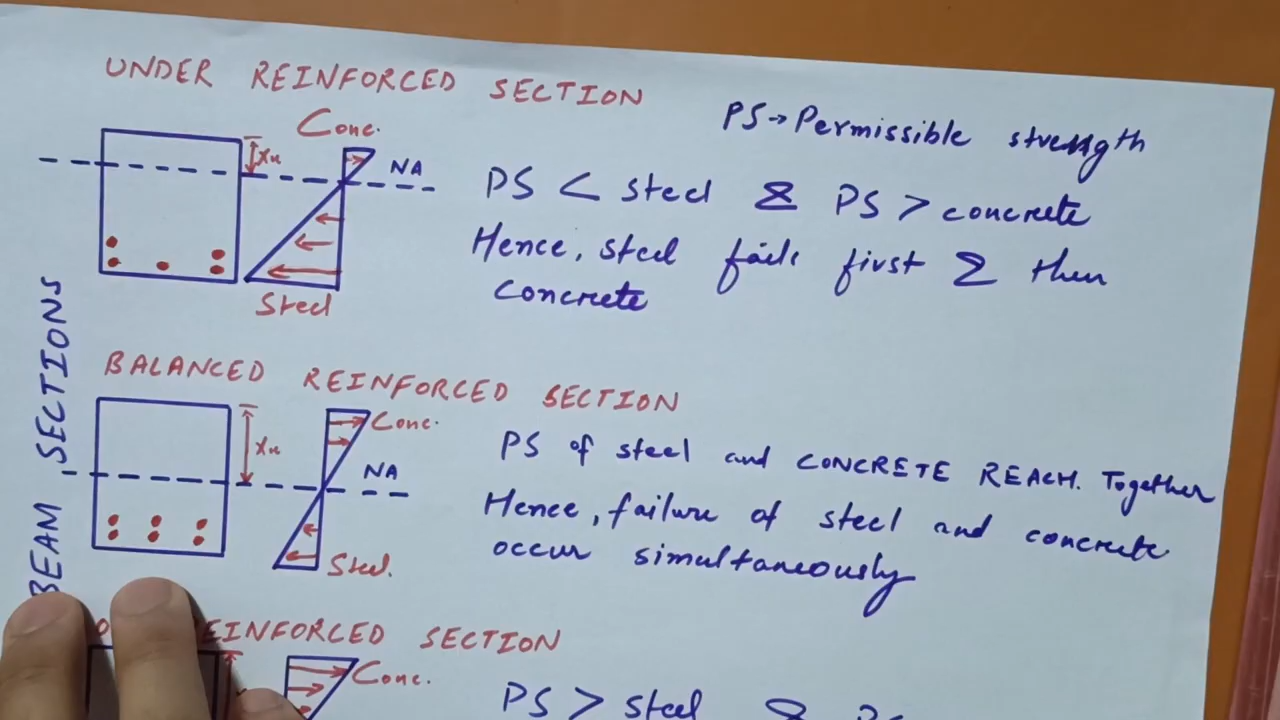 UNDER REINFORCED SECTION
PS → Permissible strength
Conc.
Xu
NA
PS < steel & PS > concrete
Hence, steel fails first & then
Concrete
Steel
BEAM SECTIONS
BALANCED REINFORCED SECTION
Conc.
Xu
NA
PS of steel and CONCRETE REACH. Together
Hence, failure of steel and concrete
occur simultaneously
Steel.
REINFORCED SECTION
Conc.
PS > steel &